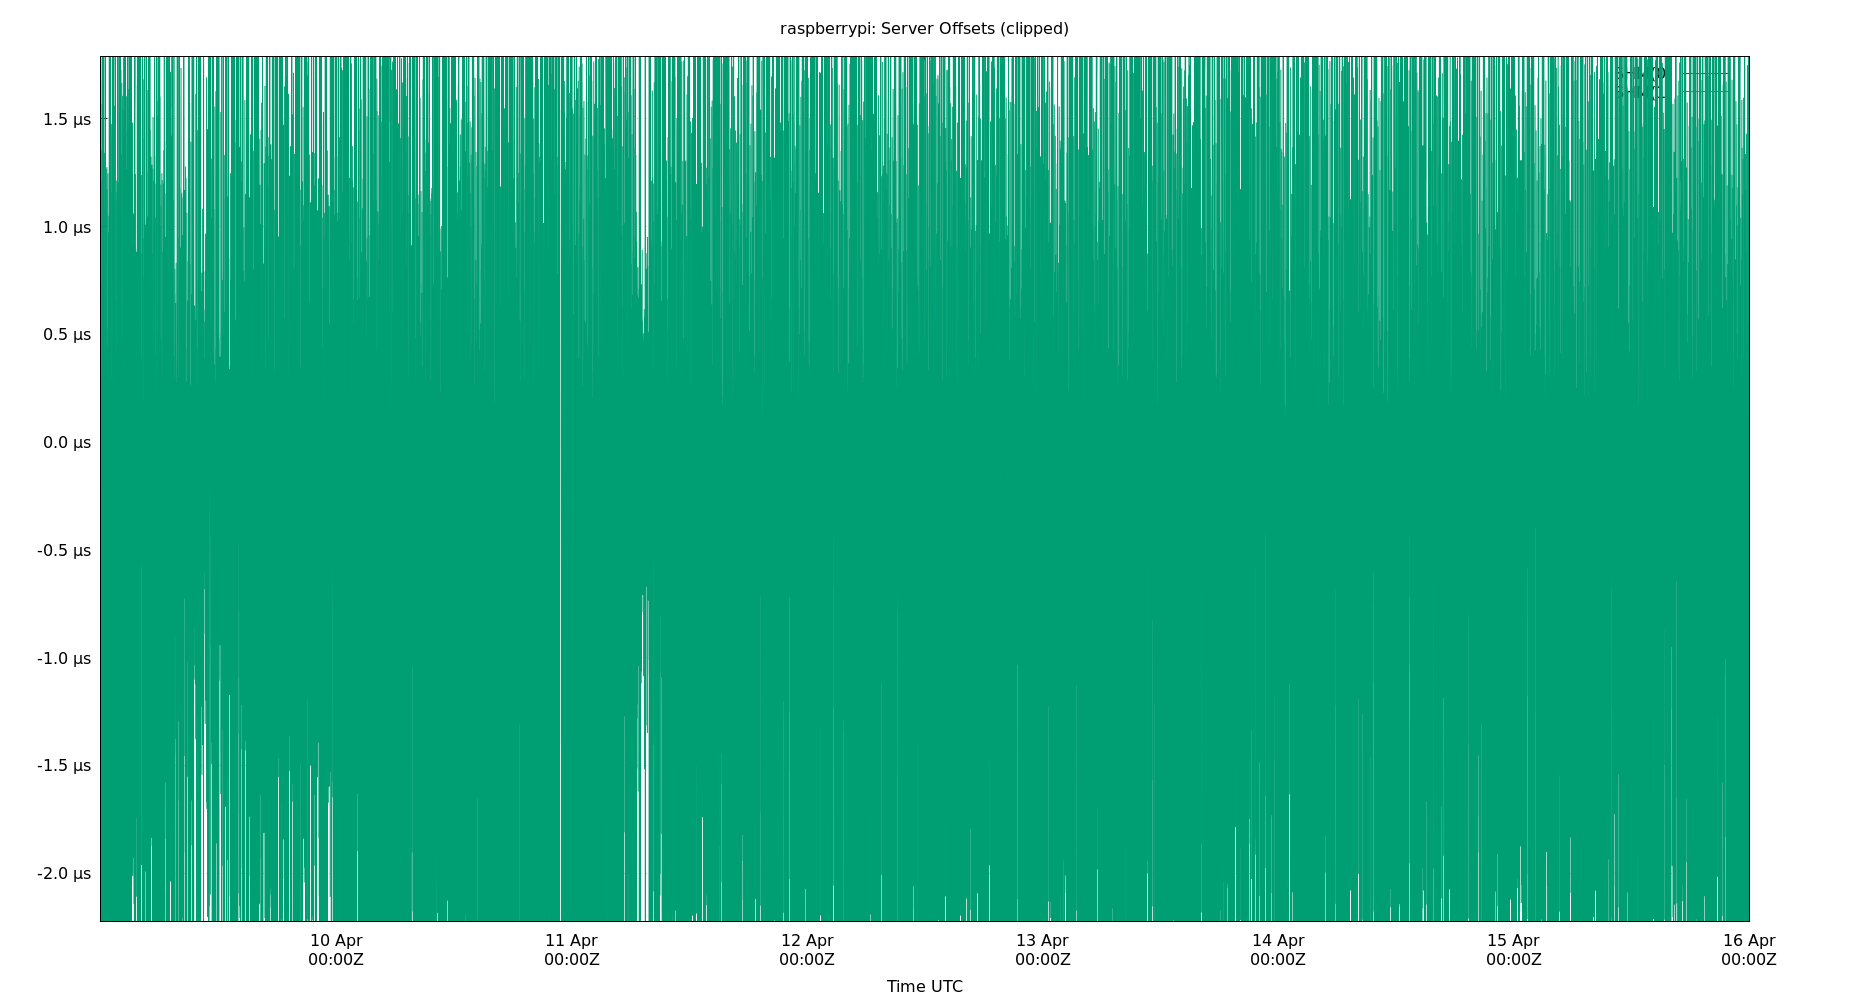 raspberrypi: Server Offsets (clipped)
1.5 µs
1.0 µs
0.5 µs
0.0 µs
-0.5 µs
-1.0 µs
-1.5 µs
-2.0 µs
10 Apr 11 Apr 12 Apr 13 Apr 14 Apr 15 Apr 16 Apr
00:00Z 00:00Z 00:00Z 00:00Z 00:00Z 00:00Z 00:00Z
Time UTC